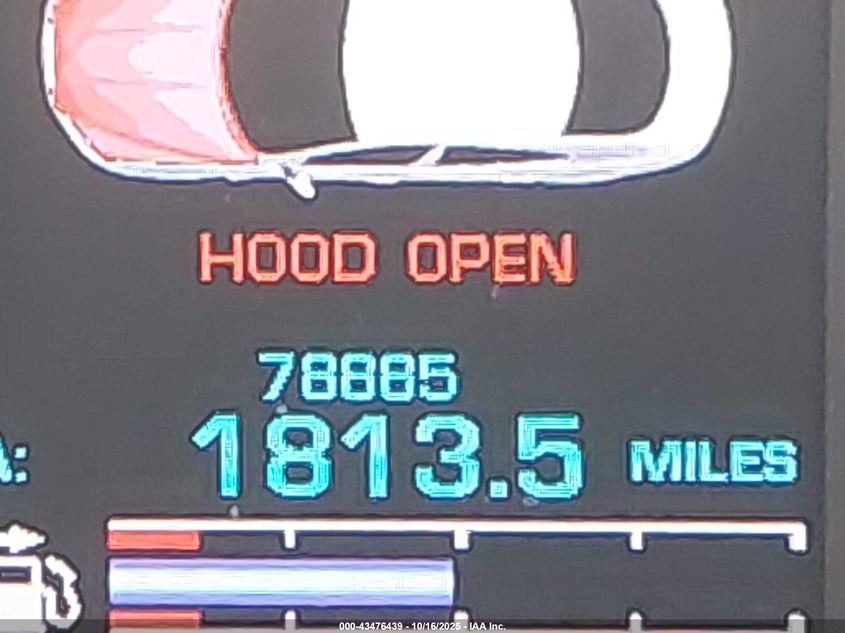 HOOD OPEN
78885
1813.5 MILES
A:
000-43476439 - 10/16/2025 - IAA Inc.